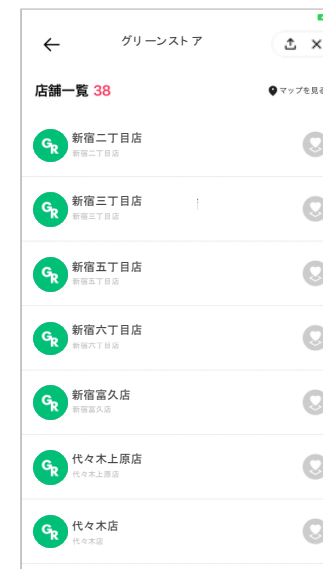 グリーンストア
店舗一覧 38
マップを見る
GR 新宿二丁目店
新宿二丁目店
GR 新宿三丁目店
新宿三丁目店
GR 新宿五丁目店
新宿五丁目店
GR 新宿六丁目店
新宿六丁目店
GR 新宿富久店
新宿富久店
GR 代々木上原店
代々木上原店
GR 代々木店
代々木店